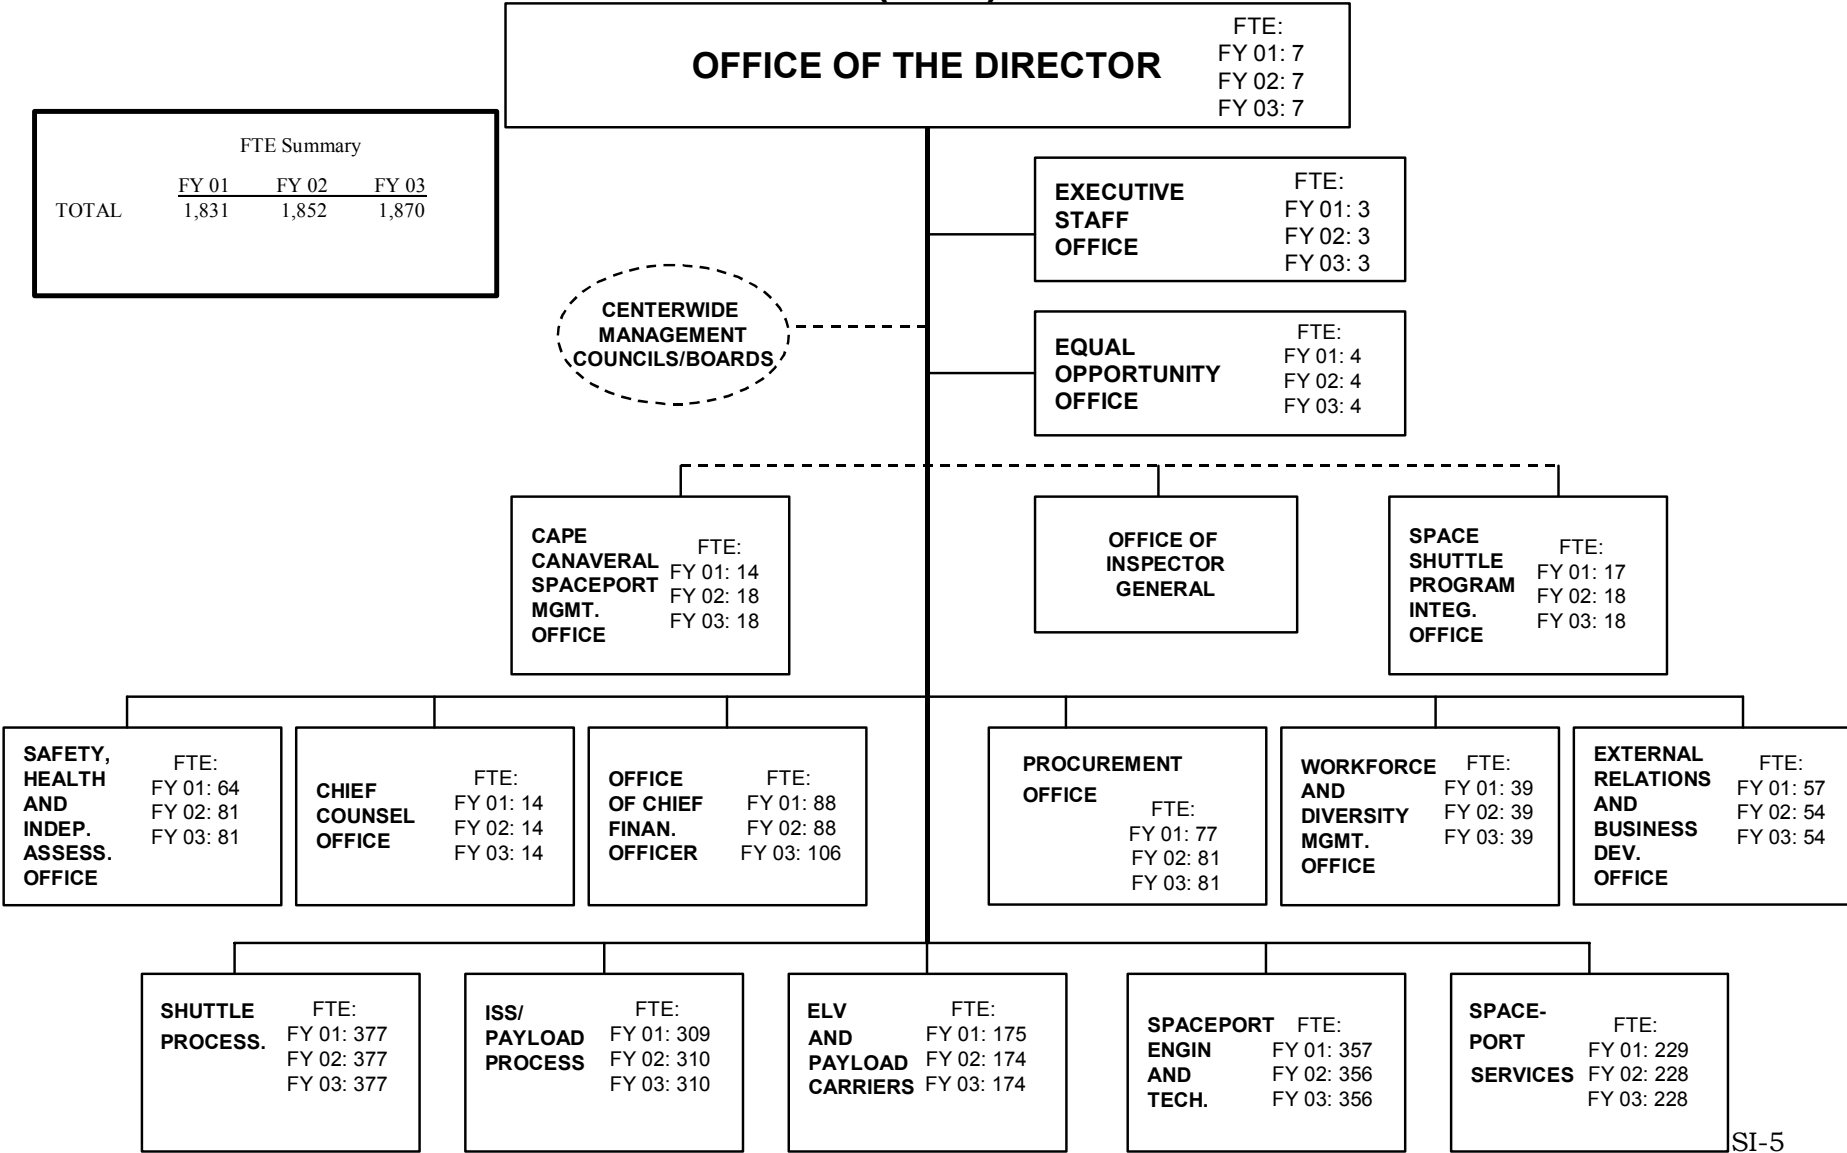 OFFICE OF THE DIRECTOR
FTE:
FY 01: 7
FY 02: 7
FY 03: 7
FTE Summary
FY 01 FY 02 FY 03
TOTAL 1,831 1,852 1,870
EXECUTIVE
STAFF
OFFICE
FTE:
FY 01: 3
FY 02: 3
FY 03: 3
CENTERWIDE
MANAGEMENT
COUNCILS/BOARDS
EQUAL
OPPORTUNITY
OFFICE
FTE:
FY 01: 4
FY 02: 4
FY 03: 4
CAPE
CANAVERAL
SPACEPORT
MGMT.
OFFICE
FTE:
FY 01: 14
FY 02: 18
FY 03: 18
OFFICE OF
INSPECTOR
GENERAL
SPACE
SHUTTLE
PROGRAM
INTEG.
OFFICE
FTE:
FY 01: 17
FY 02: 18
FY 03: 18
SAFETY,
HEALTH
AND
INDEP.
ASSESS.
OFFICE
FTE:
FY 01: 64
FY 02: 81
FY 03: 81
CHIEF
COUNSEL
OFFICE
FTE:
FY 01: 14
FY 02: 14
FY 03: 14
OFFICE
OF CHIEF
FINAN.
OFFICER
FTE:
FY 01: 88
FY 02: 88
FY 03: 106
PROCUREMENT
OFFICE
FTE:
FY 01: 77
FY 02: 81
FY 03: 81
WORKFORCE
AND
DIVERSITY
MGMT.
OFFICE
FTE:
FY 01: 39
FY 02: 39
FY 03: 39
EXTERNAL
RELATIONS
AND
BUSINESS
DEV.
OFFICE
FTE:
FY 01: 57
FY 02: 54
FY 03: 54
SHUTTLE
PROCESS.
FTE:
FY 01: 377
FY 02: 377
FY 03: 377
ISS/
PAYLOAD
PROCESS
FTE:
FY 01: 309
FY 02: 310
FY 03: 310
ELV
AND
PAYLOAD
CARRIERS
FTE:
FY 01: 175
FY 02: 174
FY 03: 174
SPACEPORT
ENGIN
AND
TECH.
FTE:
FY 01: 357
FY 02: 356
FY 03: 356
SPACE-
PORT
SERVICES
FTE:
FY 01: 229
FY 02: 228
FY 03: 228
SI-5